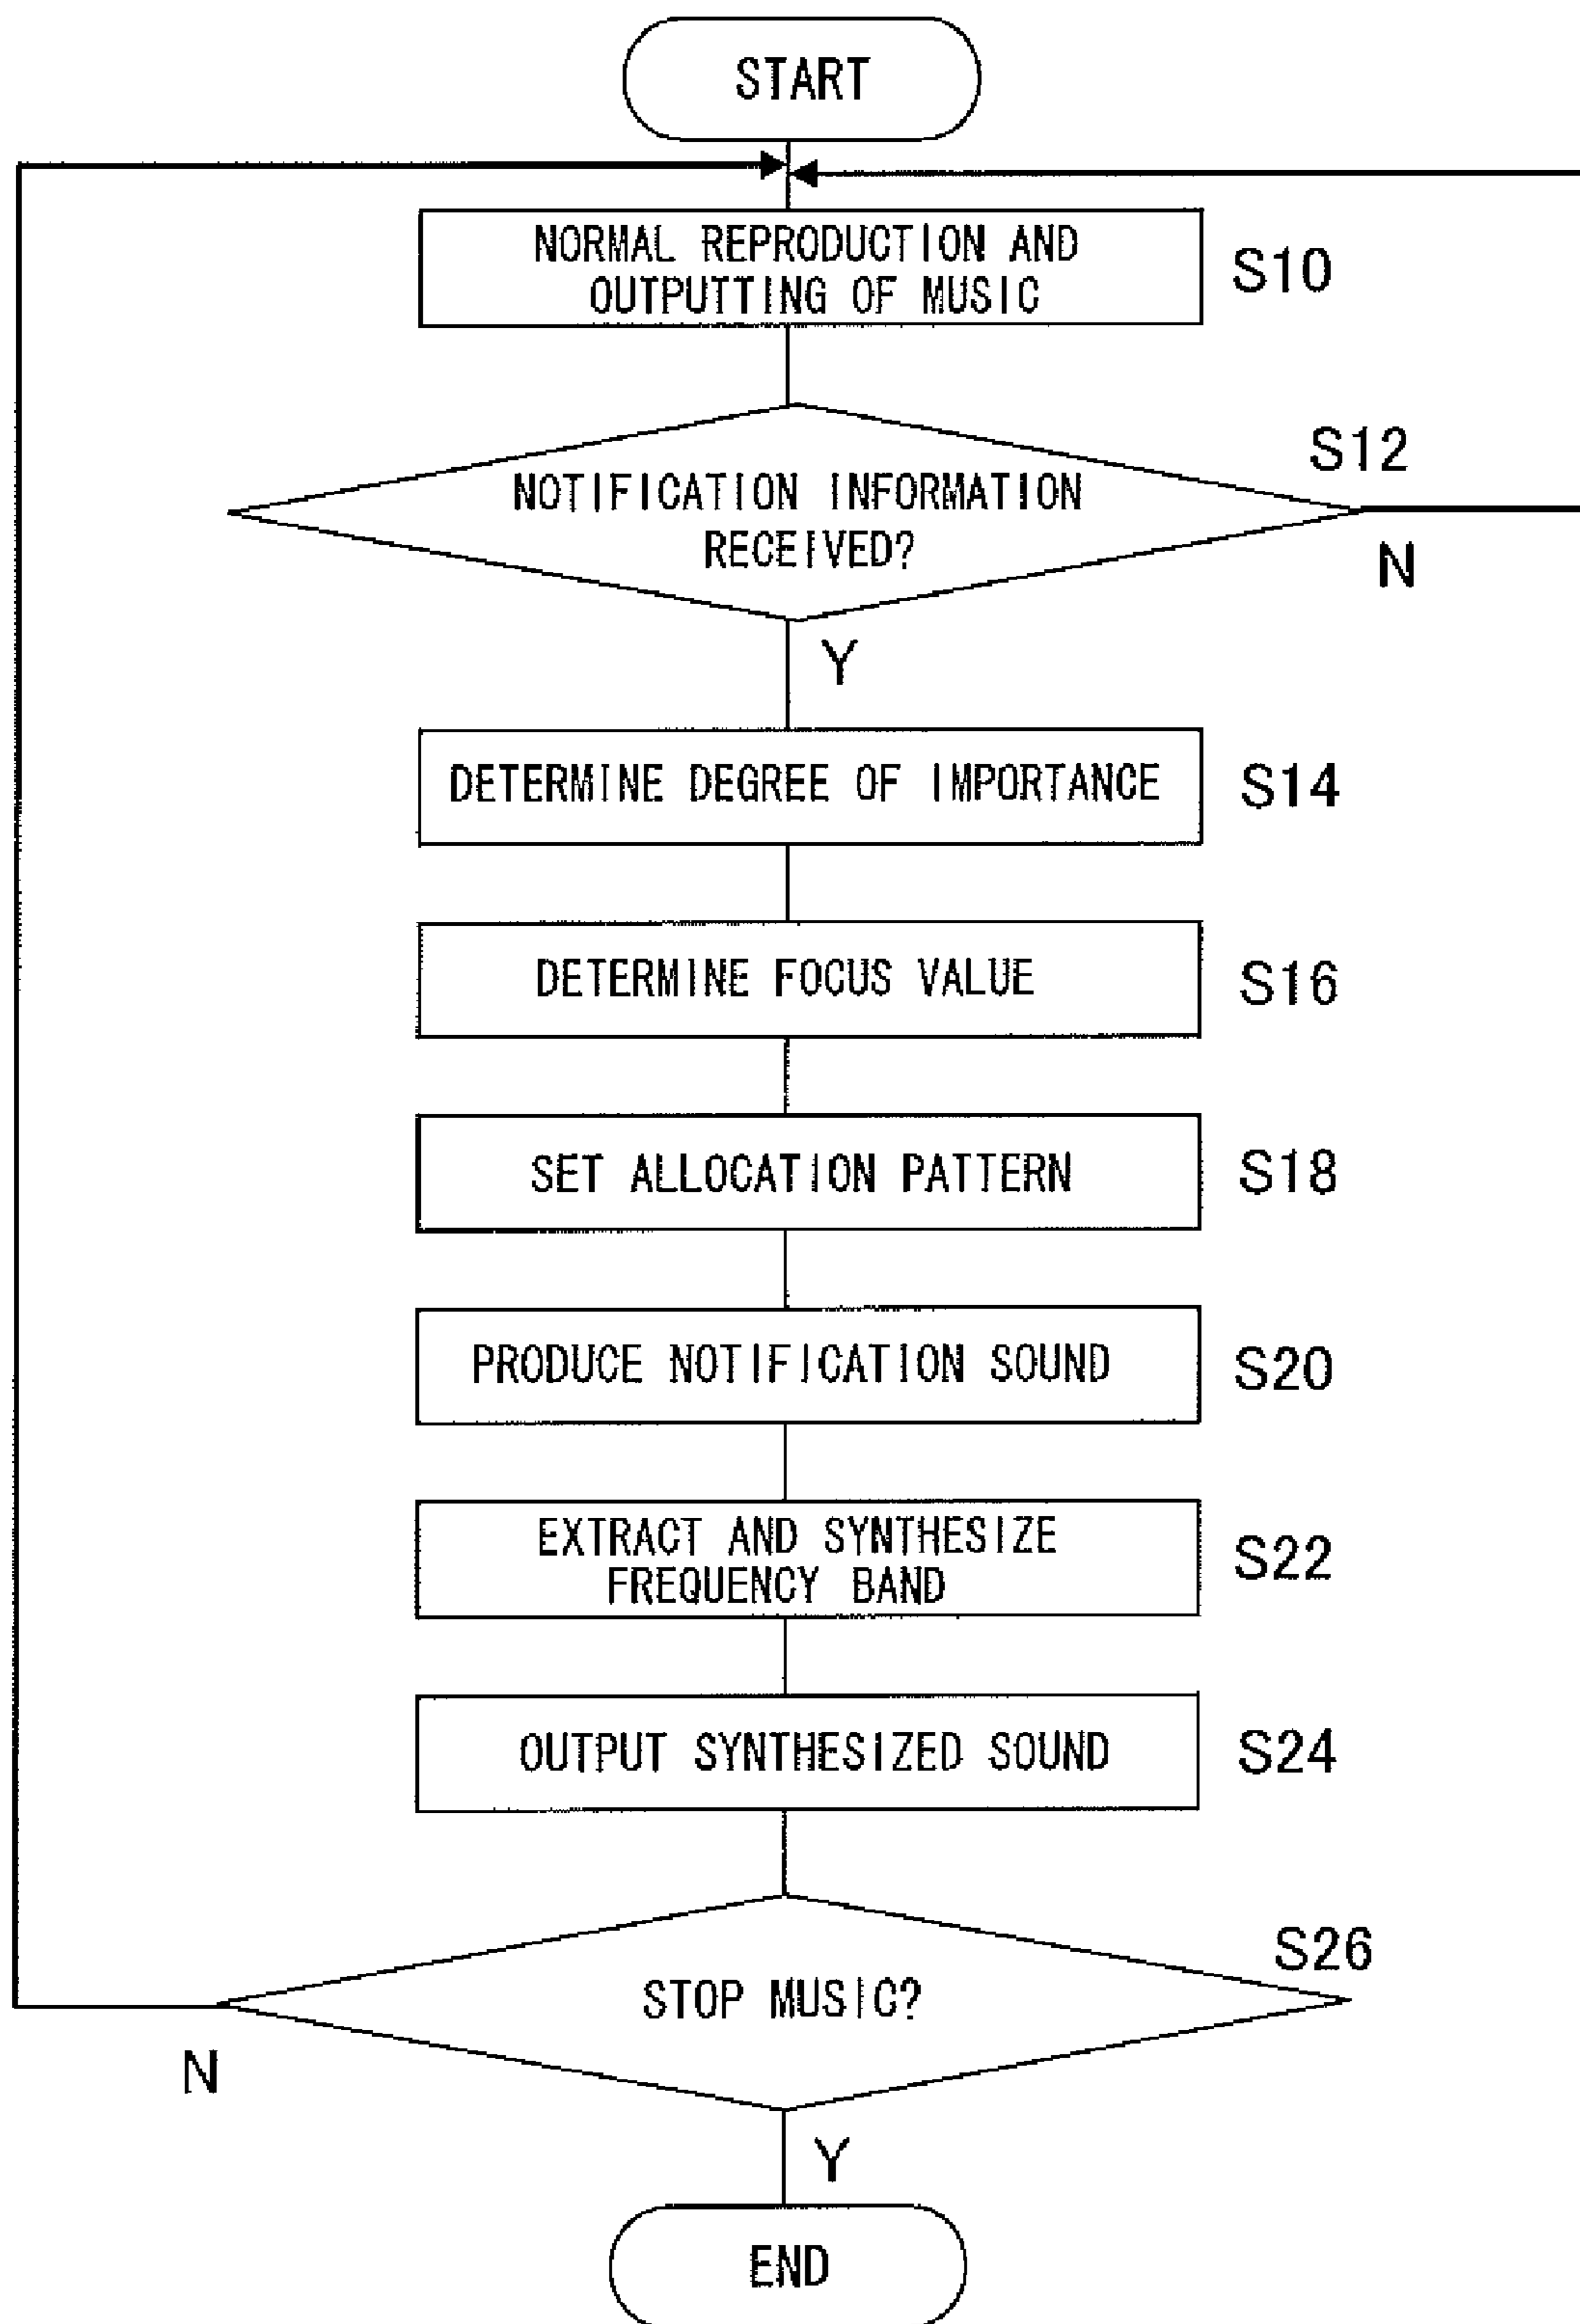 START
NORMAL REPRODUCTION AND
OUTPUTTING OF MUSIC
S10
S12
NOTIFICATION INFORMATION
RECEIVED?
N
Y
DETERMINE DEGREE OF IMPORTANCE
S14
DETERMINE FOCUS VALUE
S16
SET ALLOCATION PATTERN
S18
PRODUCE NOTIFICATION SOUND
S20
EXTRACT AND SYNTHESIZE
FREQUENCY BAND
S22
OUTPUT SYNTHESIZED SOUND
S24
S26
STOP MUSIC?
N
Y
END